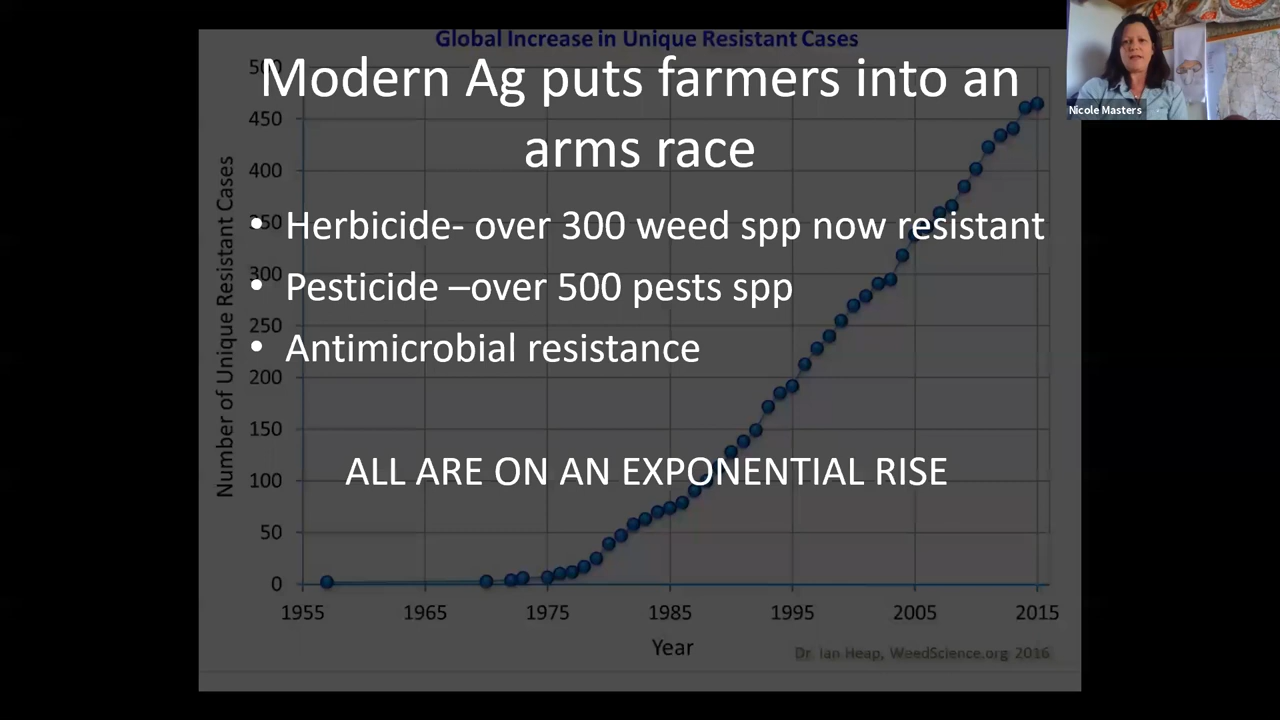 Global Increase in Unique Resistant Cases
Modern Ag puts farmers into an
arms race
• Herbicide- over 300 weed spp now resistant
• Pesticide –over 500 pests spp
• Antimicrobial resistance
ALL ARE ON AN EXPONENTIAL RISE
Number of Unique Resistant Cases
500
450
400
350
300
250
200
150
100
50
0
1955 1965 1975 1985 1995 2005 2015
Year
Dr. Ian Heap, WeedScience.org 2016
Nicole Masters